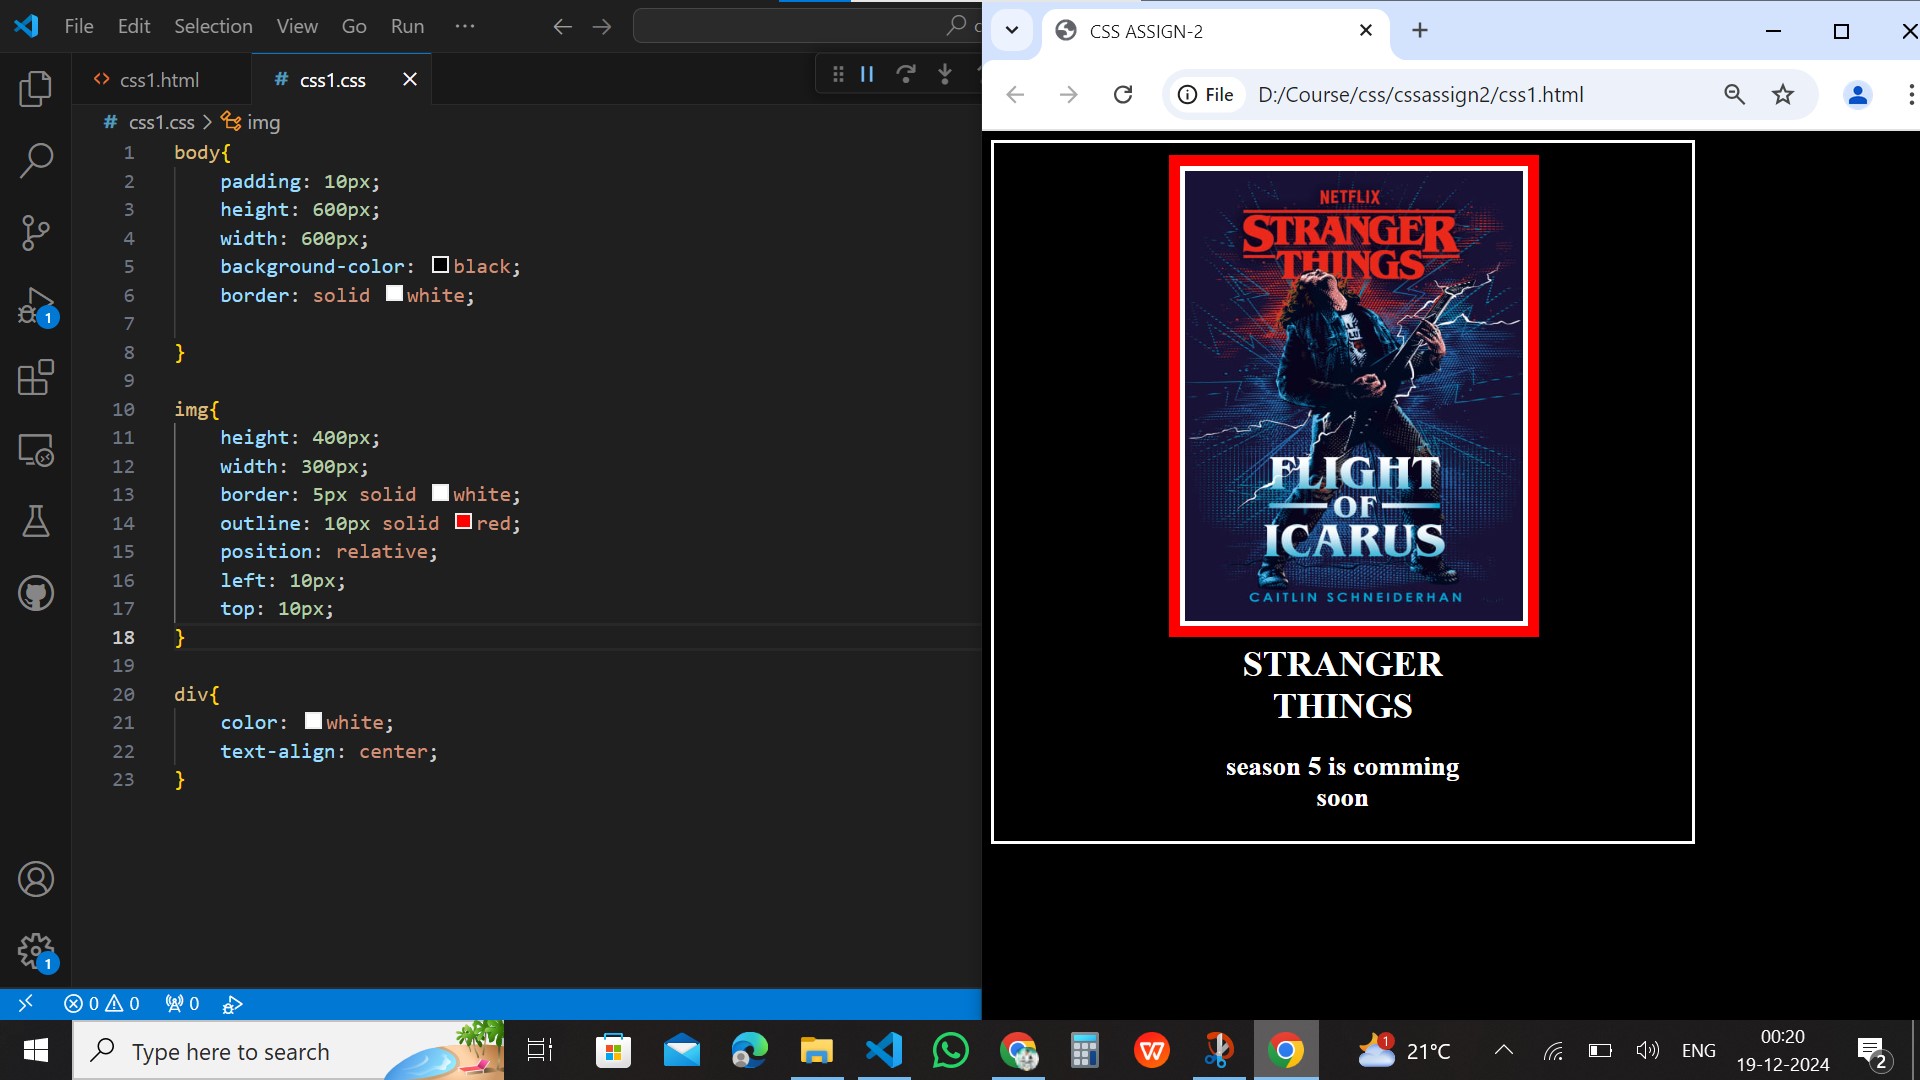 File Edit Selection View Go Run ···
css1.html
# css1.css
# css1.css > img
1 body{
2 padding: 10px;
3 height: 600px;
4 width: 600px;
5 background-color: black;
6 border: solid white;
7
8 }
9
10 img{
11 height: 400px;
12 width: 300px;
13 border: 5px solid white;
14 outline: 10px solid red;
15 position: relative;
16 left: 10px;
17 top: 10px;
18 }
19
20 div{
21 color: white;
22 text-align: center;
23 }
1
1
0 0 0
CSS ASSIGN-2
File D:/Course/css/cssassign2/css1.html
NETFLIX
STRANGER
THINGS
FLIGHT
OF
ICARUS
CAITLIN SCHNEIDERHAN
STRANGER
THINGS
season 5 is comming
soon
Type here to search
W
1
21°C
ENG
00:20
19-12-2024
2